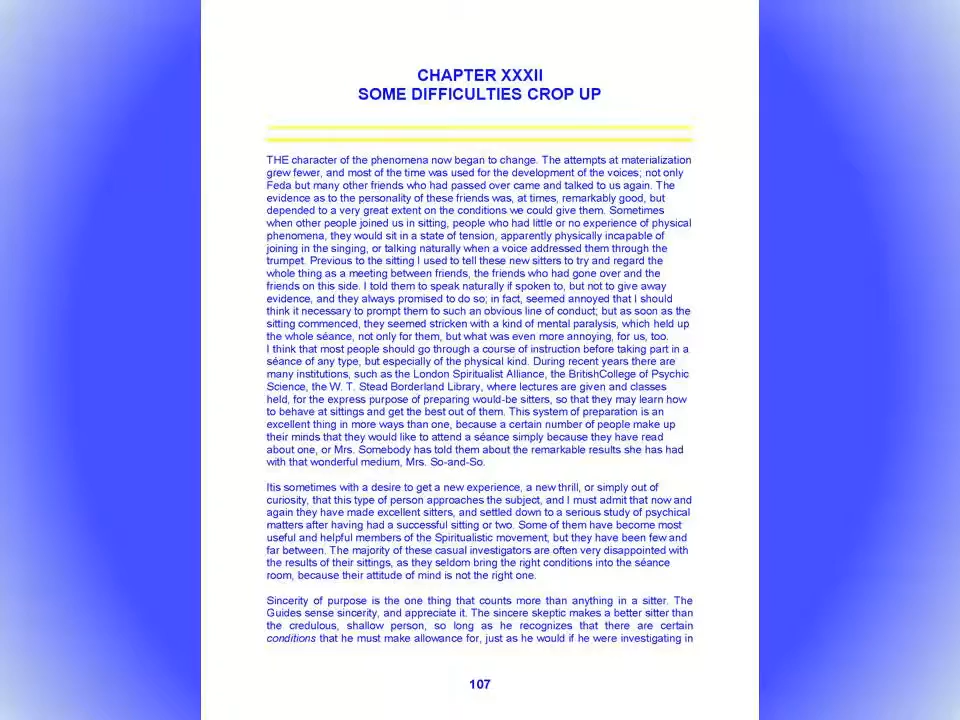 CHAPTER XXXII
SOME DIFFICULTIES CROP UP
THE character of the phenomena now began to change. The attempts at materialization
grew fewer, and most of the time was used for the development of the voices; not only
Feda but many other friends who had passed over came and talked to us again. The
evidence as to the personality of these friends was, at times, remarkably good, but
depended to a very great extent on the conditions we could give them. Sometimes
when other people joined us in sitting, people who had little or no experience of physical
phenomena, they would sit in a state of tension, apparently physically incapable of
joining in the singing, or talking naturally when a voice addressed them through the
trumpet. Previous to the sitting I used to tell these new sitters to try and regard the
whole thing as a meeting between friends, the friends who had gone over and the
friends on this side. I told them to speak naturally if spoken to, but not to give away
evidence, and they always promised to do so; in fact, seemed annoyed that I should
think it necessary to prompt them to such an obvious line of conduct; but as soon as the
sitting commenced, they seemed stricken with a kind of mental paralysis, which held up
the whole séance, not only for them, but what was even more annoying, for us, too.
I think that most people should go through a course of instruction before taking part in a
séance of any type, but especially of the physical kind. During recent years there are
many institutions, such as the London Spiritualist Alliance, the BritishCollege of Psychic
Science, the W. T. Stead Borderland Library, where lectures are given and classes
held, for the express purpose of preparing would-be sitters, so that they may learn how
to behave at sittings and get the best out of them. This system of preparation is an
excellent thing in more ways than one, because a certain number of people make up
their minds that they would like to attend a séance simply because they have read
about one, or Mrs. Somebody has told them about the remarkable results she has had
with that wonderful medium, Mrs. So-and-So.
Itis sometimes with a desire to get a new experience, a new thrill, or simply out of
curiosity, that this type of person approaches the subject, and I must admit that now and
again they have made excellent sitters, and settled down to a serious study of psychical
matters after having had a successful sitting or two. Some of them have become most
useful and helpful members of the Spiritualistic movement, but they have been few and
far between. The majority of these casual investigators are often very disappointed with
the results of their sittings, as they seldom bring the right conditions into the séance
room, because their attitude of mind is not the right one.
Sincerity of purpose is the one thing that counts more than anything in a sitter. The
Guides sense sincerity, and appreciate it. The sincere skeptic makes a better sitter than
the credulous, shallow person, so long as he recognizes that there are certain
conditions that he must make allowance for, just as he would if he were investigating in
107